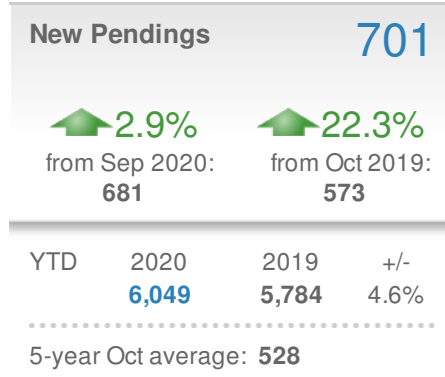 New Pendings 701
2.9% 22.3%
from Sep 2020: from Oct 2019:
681 573
YTD 2020 2019 +/-
6,049 5,784 4.6%
5-year Oct average: 528